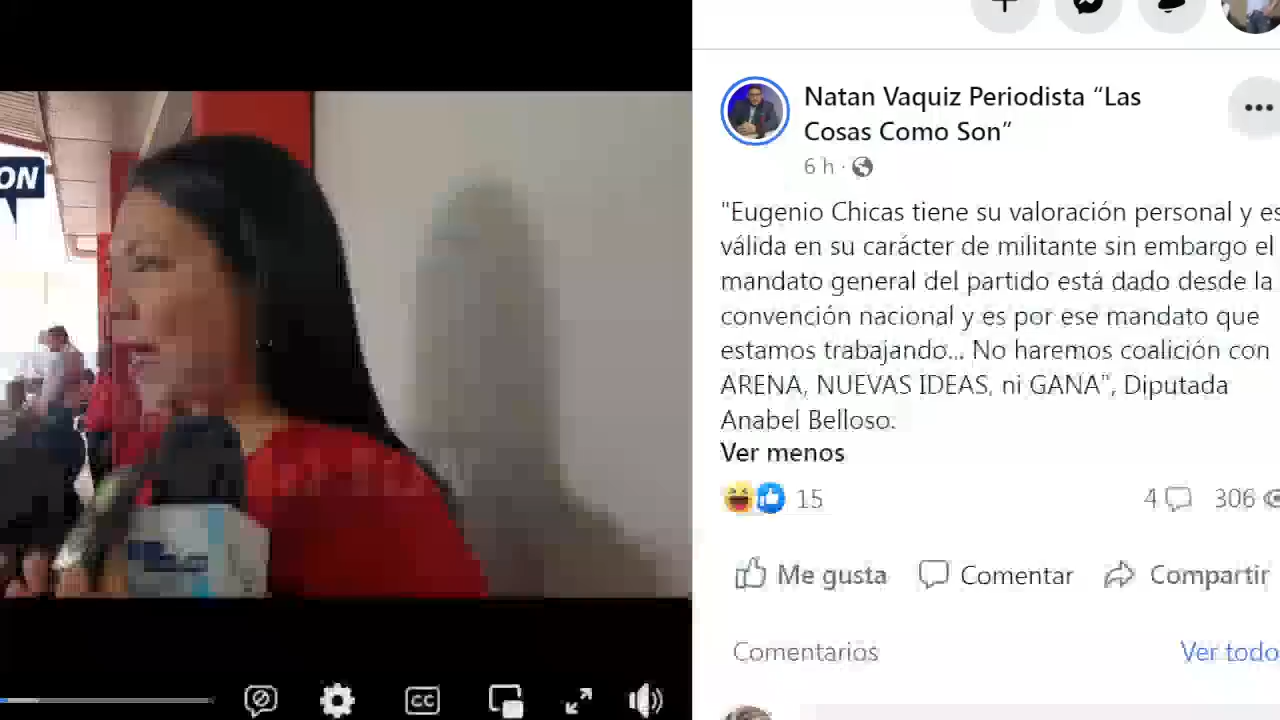 ON
Natan Vaquiz Periodista “Las
Cosas Como Son”
6 h ·
"Eugenio Chicas tiene su valoración personal y es
válida en su carácter de militante sin embargo el
mandato general del partido está dado desde la
convención nacional y es por ese mandato que
estamos trabajando... No haremos coalición con
ARENA, NUEVAS IDEAS, ni GANA", Diputada
Anabel Belloso.
Ver menos
15
4
306
Me gusta
Comentar
Compartir
Comentarios
Ver todo
CC